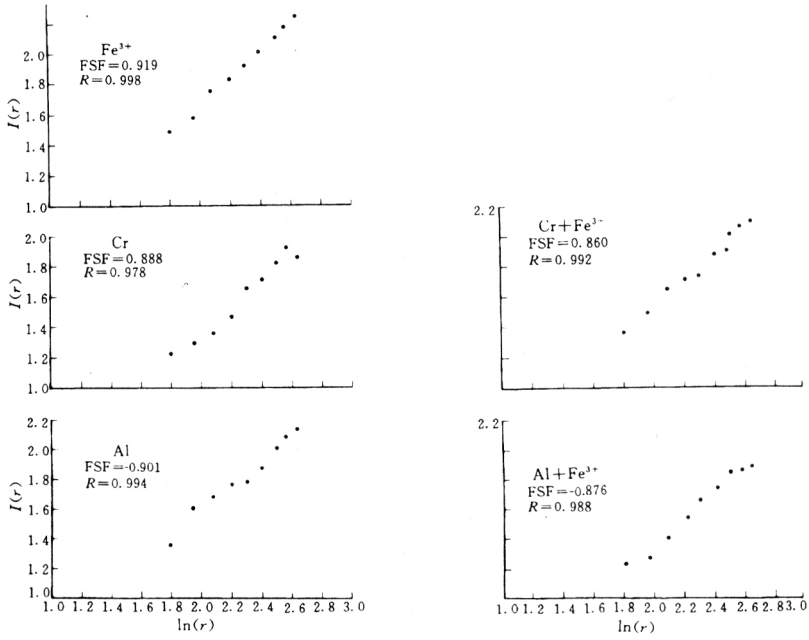 Fe³⁺
FSF=0.919
R=0.998
I(r)
2.0
1.8
1.6
1.4
1.2
1.0
Cr
FSF=0.888
R=0.978
I(r)
2.0
1.8
1.6
1.4
1.2
1.0
2.2
Cr+Fe³⁻
FSF=0.860
R=0.992
Al
FSF=-0.901
R=0.994
I(r)
2.2
2.0
1.8
1.6
1.4
1.2
1.0
1.0 1.2 1.4 1.6 1.8 2.0 2.2 2.4 2.6 3.0
ln(r)
2.2
Al+Fe³⁺
FSF=-0.876
R=0.988
1.0 1.2 1.4 1.6 1.8 2.0 2.2 2.4 2.6 2.8 3.0
ln(r)